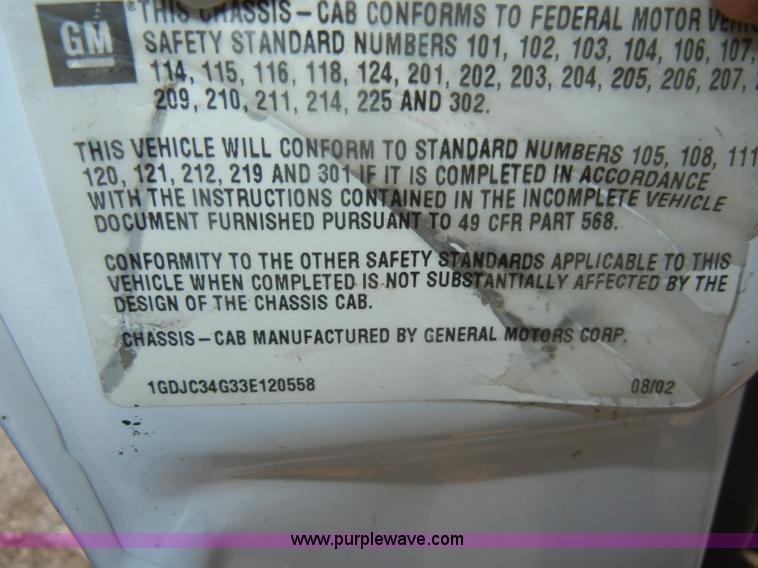 GM
® THIS CHASSIS-CAB CONFORMS TO FEDERAL MOTOR
SAFETY STANDARD NUMBERS 101, 102, 103, 104, 106, 107,
114, 115, 116, 118, 124, 201, 202, 203, 204, 205, 206, 207,
209, 210, 211, 214, 225 AND 302.
THIS VEHICLE WILL CONFORM TO STANDARD NUMBERS 105, 108, 111
120, 121, 212, 219 AND 301 IF IT IS COMPLETED IN ACCORDANCE
WITH THE INSTRUCTIONS CONTAINED IN THE INCOMPLETE VEHICLE
DOCUMENT FURNISHED PURSUANT TO 49 CFR PART 568.
CONFORMITY TO THE OTHER SAFETY STANDARDS APPLICABLE TO THIS
VEHICLE WHEN COMPLETED IS NOT SUBSTANTIALLY AFFECTED BY THE
DESIGN OF THE CHASSIS CAB.
CHASSIS-CAB MANUFACTURED BY GENERAL MOTORS CORP.
1GDJC34G33E120558 08/02
www.purplewave.com